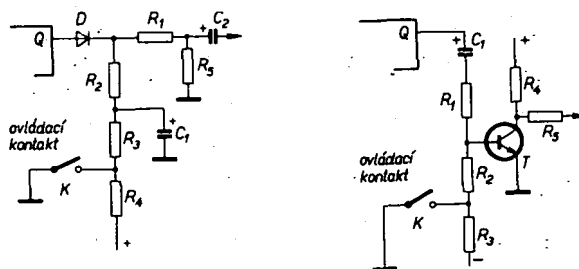 Q
D
R1
+
C2
R2
R5
R3
+
C1
ovládací
kontakt
K
R4
+
Q
+
C1
+
R4
R1
R5
T
ovládací
kontakt
R2
K
R3
−